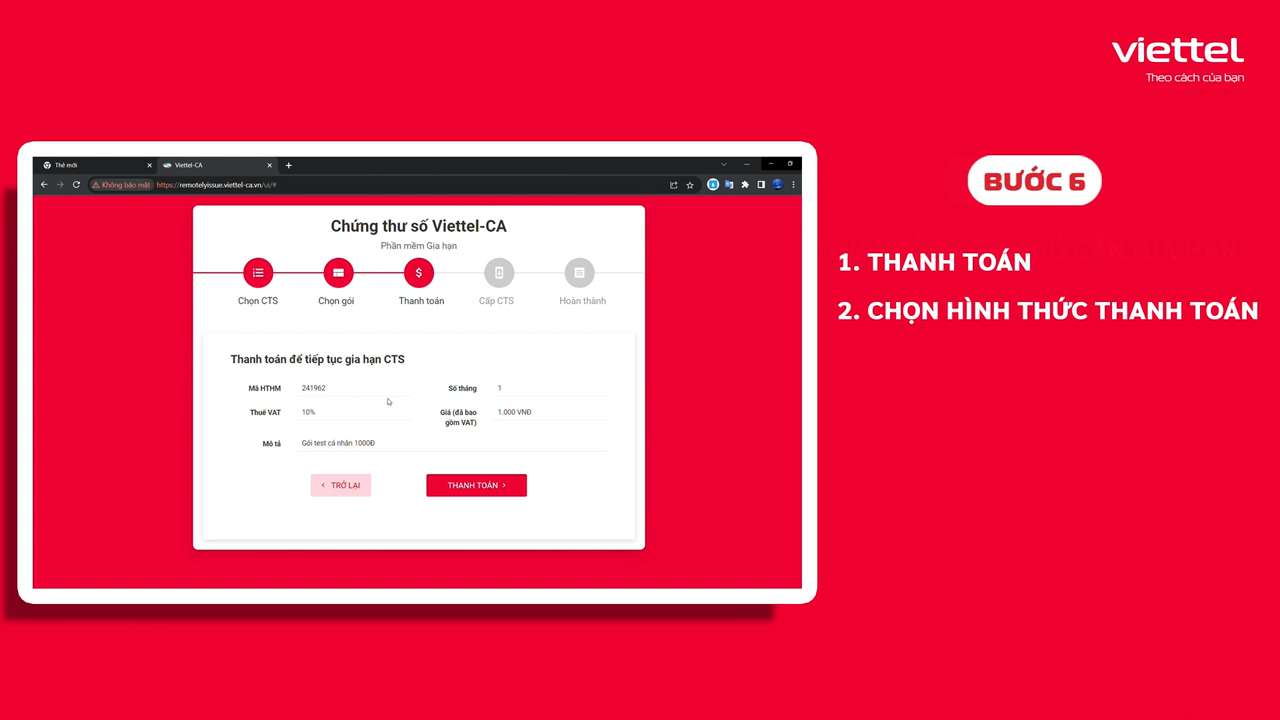 viettel
Theo cách của bạn
Thẻ mới
Viettel-CA
Không bảo mật
https://remotelyissue.viettel-ca.vn/ui/#
Chứng thư số Viettel-CA
Phần mềm Gia hạn
Chọn CTS
Chọn gói
Thanh toán
Cấp CTS
Hoàn thành
Thanh toán để tiếp tục gia hạn CTS
Mã HTHM 241962 Số tháng 1
Thuế VAT 10% Giá (đã bao gồm VAT) 1.000 VNĐ
Mô tả Gói test cá nhân 1000Đ
TRỞ LẠI
THANH TOÁN
BƯỚC 6
1. THANH TOÁN
2. CHỌN HÌNH THỨC THANH TOÁN